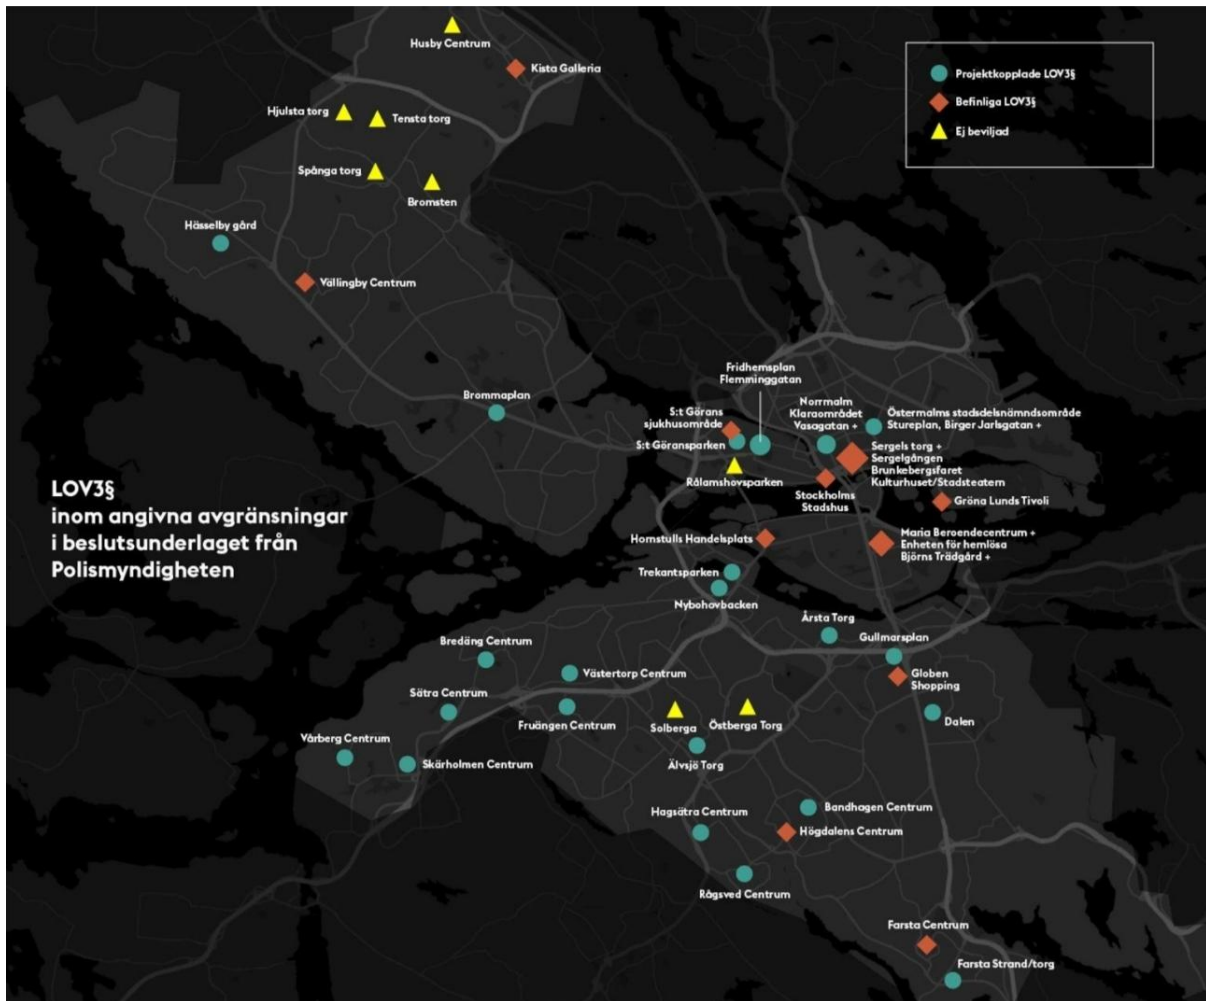 Husby Centrum
Kista Galleria
Projektkopplade LOV3§
Befinliga LOV3§
Ej beviljad
Hjulsta torg
Tensta torg
Spånga torg
Bromsten
Hässelby gård
Vällingby Centrum
Fridhemsplan
Flemminggatan
Brommaplan
S:t Görans
sjukhusområde
S:t Göransparken
Norrmalm
Klaraområdet
Vasagatan +
Östermalms stadsdelsnämndsområde
Stureplan, Birger Jarlsgatan +
Sergels torg +
Sergelgången
Brunkebergsfaret
Kulturhuset/Stadsteatern
Rålamshovsparken
Stockholms
Stadshus
Gröna Lunds Tivoli
LOV3§
inom angivna avgränsningar
i beslutsunderlaget från
Polismyndigheten
Hornstulls Handelsplats
Maria Beroendecentrum +
Enheten för hemlösa
Björns Trädgård +
Trekantsparken
Nybohovbacken
Årsta Torg
Gullmarsplan
Bredäng Centrum
Västertorp Centrum
Globen
Shopping
Sätra Centrum
Fruängen Centrum
Solberga
Östberga Torg
Dalen
Vårberg Centrum
Skärholmen Centrum
Älvsjö Torg
Hagsätra Centrum
Bandhagen Centrum
Högdalens Centrum
Rågsved Centrum
Farsta Centrum
Farsta Strand/torg